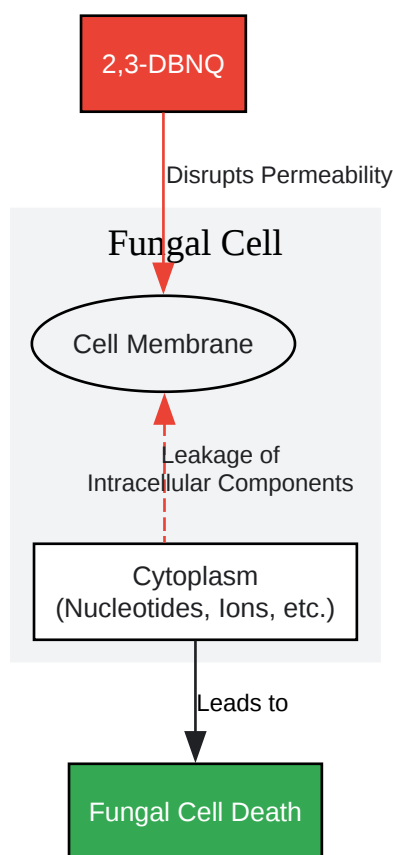 2,3-DBNQ
Disrupts Permeability
Fungal Cell
Cell Membrane
Leakage of
Intracellular Components
Cytoplasm
(Nucleotides, Ions, etc.)
Leads to
Fungal Cell Death